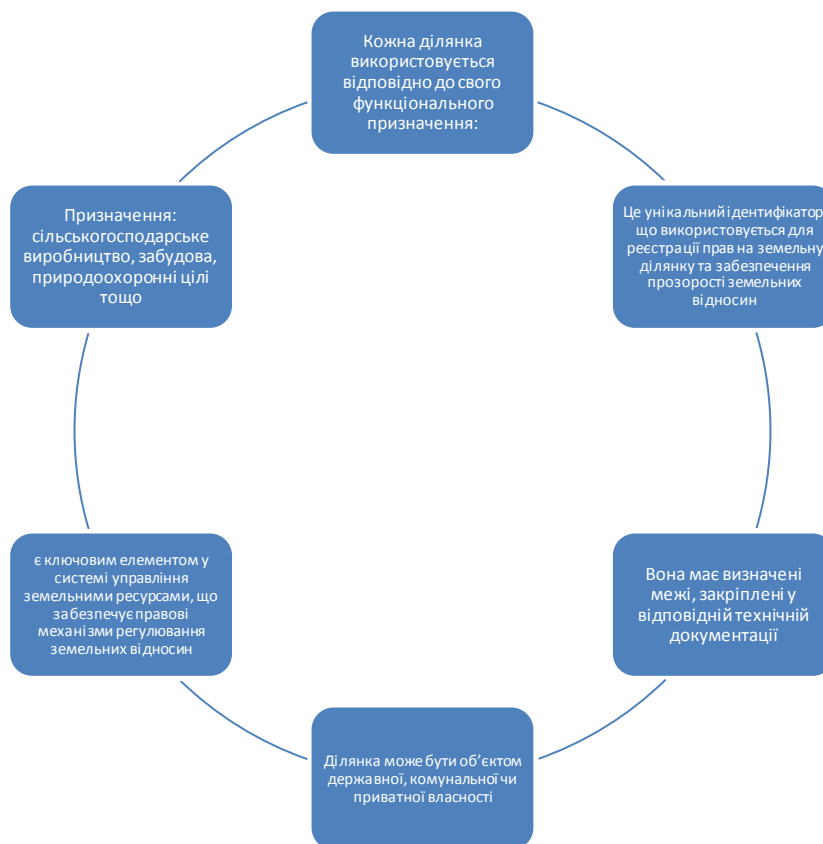 Кожна ділянка
використовується
відповідно до свого
функціонального
призначення:
Це унікальний ідентифікатор,
що використовується для
реєстрації прав на земельну
ділянку та забезпечення
прозорості земельних
відносин
Вона має визначені
межі, закріплені у
відповідній технічній
документації
Ділянка може бути об’єктом
державної, комунальної чи
приватної власності
є ключовим елементом у
системі управління
земельними ресурсами, що
забезпечує правові
механізми регулювання
земельних відносин
Призначення:
сільськогосподарське
виробництво, забудова,
природоохоронні цілі
тощо